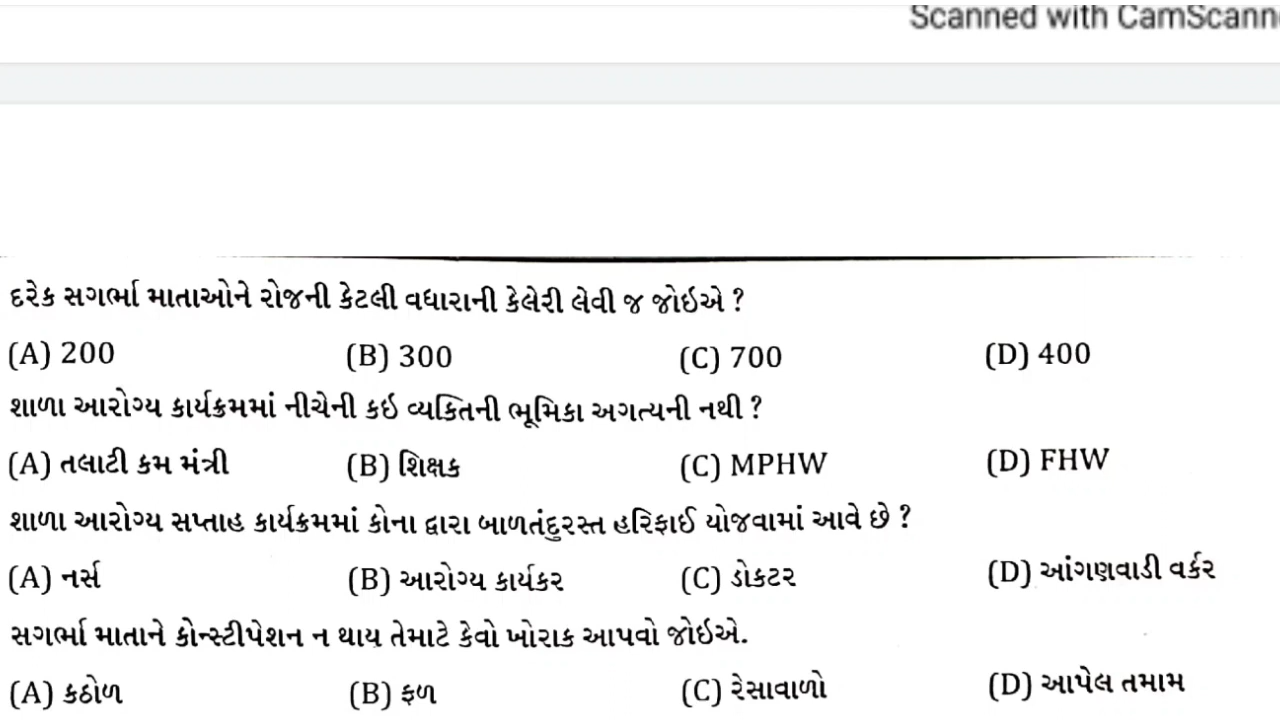 Scanned with CamScann
દરેક સગર્ભા માતાઓને રોજની કેટલી વધારાની કેલેરી લેવી જ જોઇએ ?
(A) 200 (B) 300 (C) 700 (D) 400
શાળા આરોગ્ય કાર્યક્રમમાં નીચેની કઇ વ્યક્તિની ભૂમિકા અગત્યની નથી ?
(A) તલાટી કમ મંત્રી (B) શિક્ષક (C) MPHW (D) FHW
શાળા આરોગ્ય સપ્તાહ કાર્યક્રમમાં કોના દ્વારા બાળતંદુરસ્ત હરિફાઈ યોજવામાં આવે છે ?
(A) નર્સ (B) આરોગ્ય કાર્યકર (C) ડોકટર (D) આંગણવાડી વર્કર
સગર્ભા માતાને કોન્સ્ટીપેશન ન થાય તેમાટે કેવો ખોરાક આપવો જોઇએ.
(A) કઠોળ (B) ફળ (C) રેસાવાળો (D) આપેલ તમામ